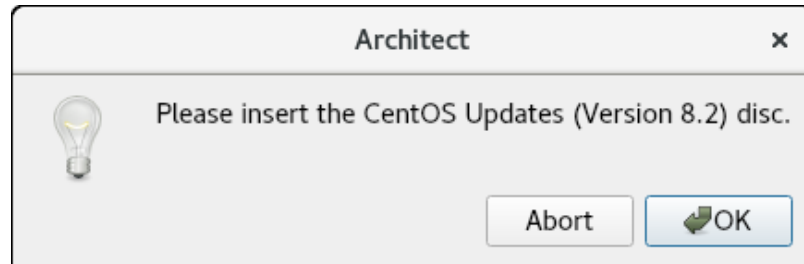 Architect
Please insert the CentOS Updates (Version 8.2) disc.
Abort
OK